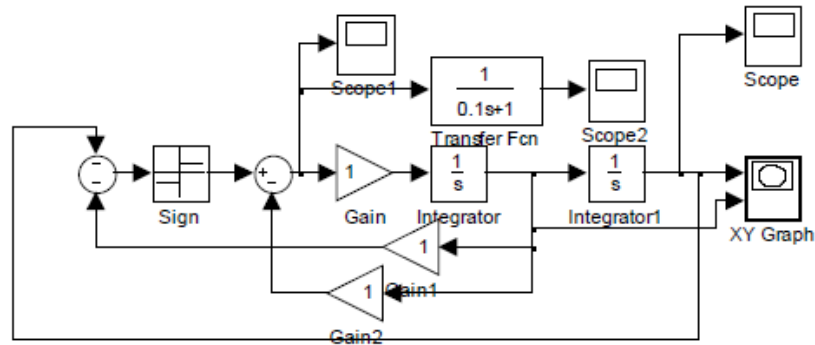 Scope1
Scope
1
0.1s+1
Transfer Fcn
Scope2
Sign
+
−
−
−
1
Gain
1
s
Integrator
1
s
Integrator1
XY Graph
1
Gain1
1
Gain2